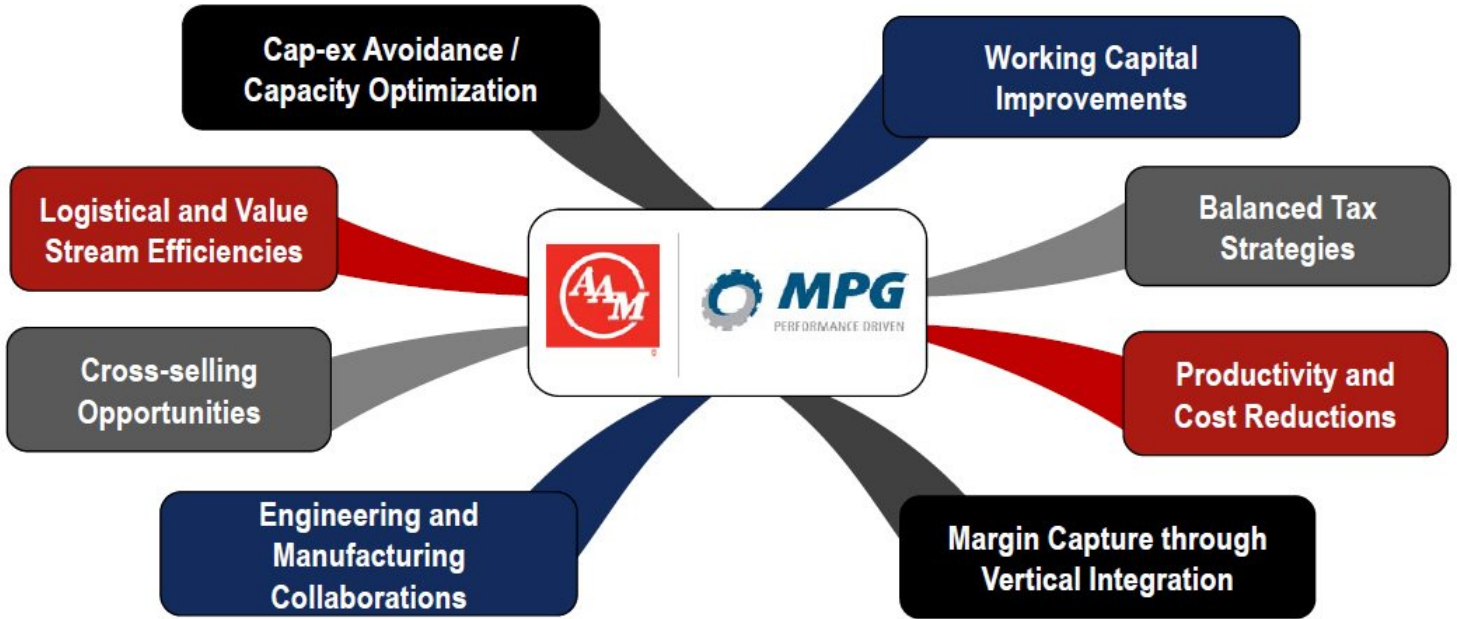 Cap-ex Avoidance /
Capacity Optimization
Working Capital
Improvements
Logistical and Value
Stream Efficiencies
Balanced Tax
Strategies
AAM
MPG
PERFORMANCE DRIVEN
Cross-selling
Opportunities
Productivity and
Cost Reductions
Engineering and
Manufacturing
Collaborations
Margin Capture through
Vertical Integration